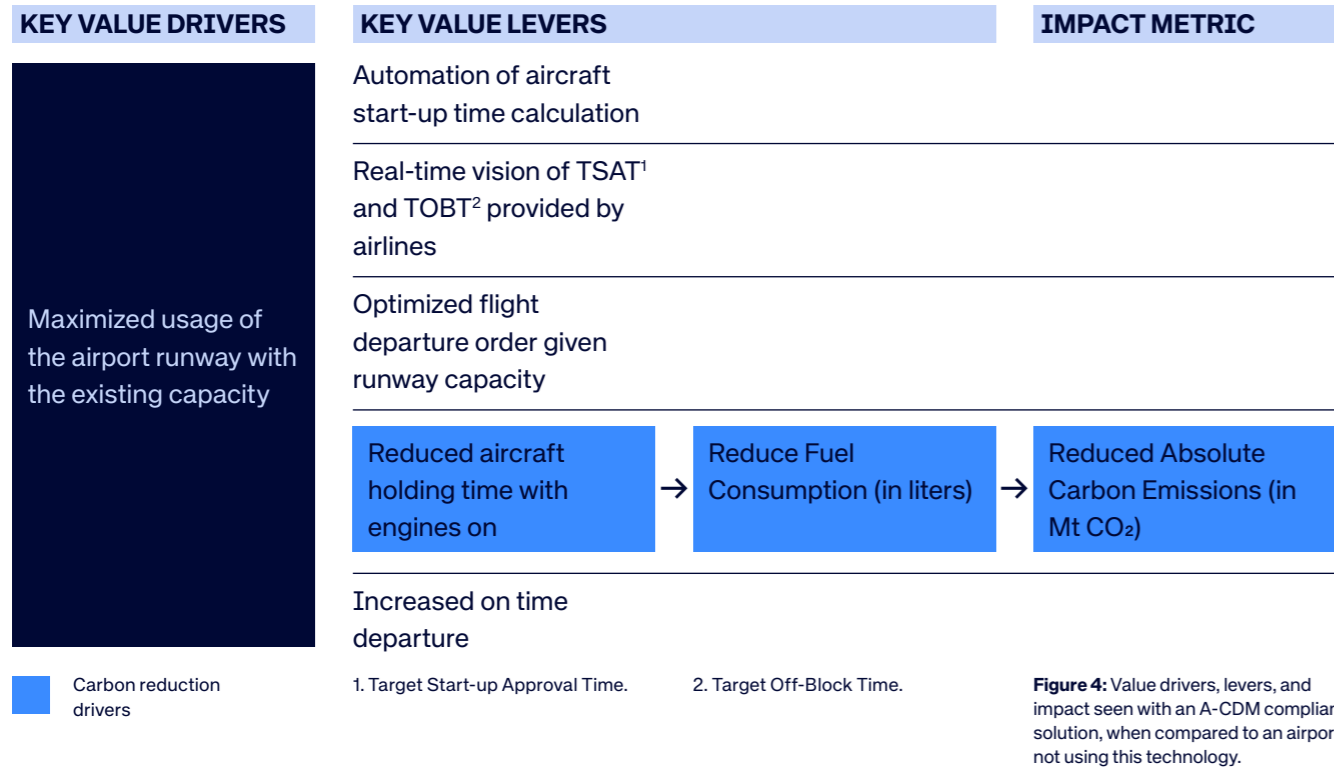 KEY VALUE DRIVERS
KEY VALUE LEVERS
IMPACT METRIC
Maximized usage of
the airport runway with
the existing capacity
Automation of aircraft
start-up time calculation
Real-time vision of TSAT¹
and TOBT² provided by
airlines
Optimized flight
departure order given
runway capacity
Reduced aircraft
holding time with
engines on
→
Reduce Fuel
Consumption (in liters)
→
Reduced Absolute
Carbon Emissions (in
Mt CO₂)
Increased on time
departure
Carbon reduction
drivers
1. Target Start-up Approval Time.
2. Target Off-Block Time.
Figure 4: Value drivers, levers, and
impact seen with an A-CDM
solution, when compared to an
not using this technology.